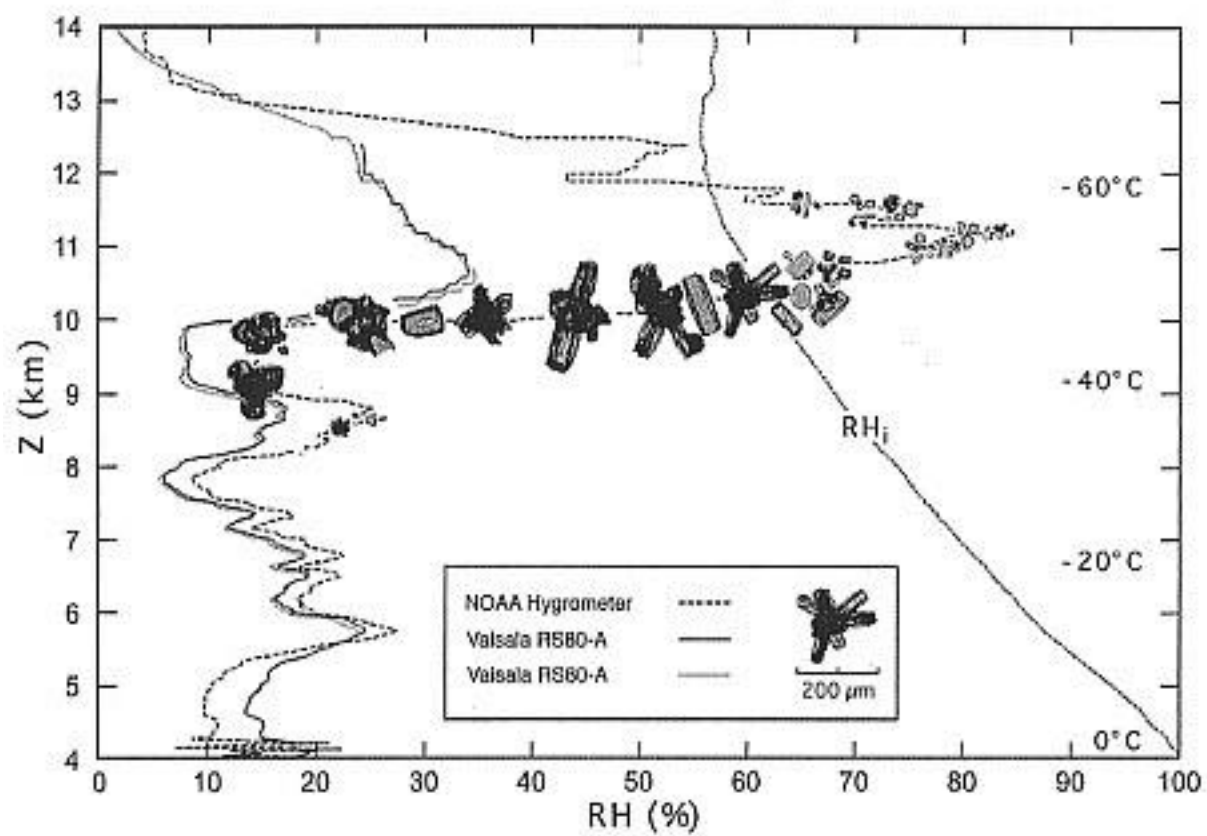 14
13
12
11
10
9
8
7
6
5
4
Z (km)
-60°C
-40°C
-20°C
0°C
RHi
NOAA Hygrometer
Vaisala RS80-A
Vaisala RS80-A
200 µm
0 10 20 30 40 50 60 70 80 90 100
RH (%)